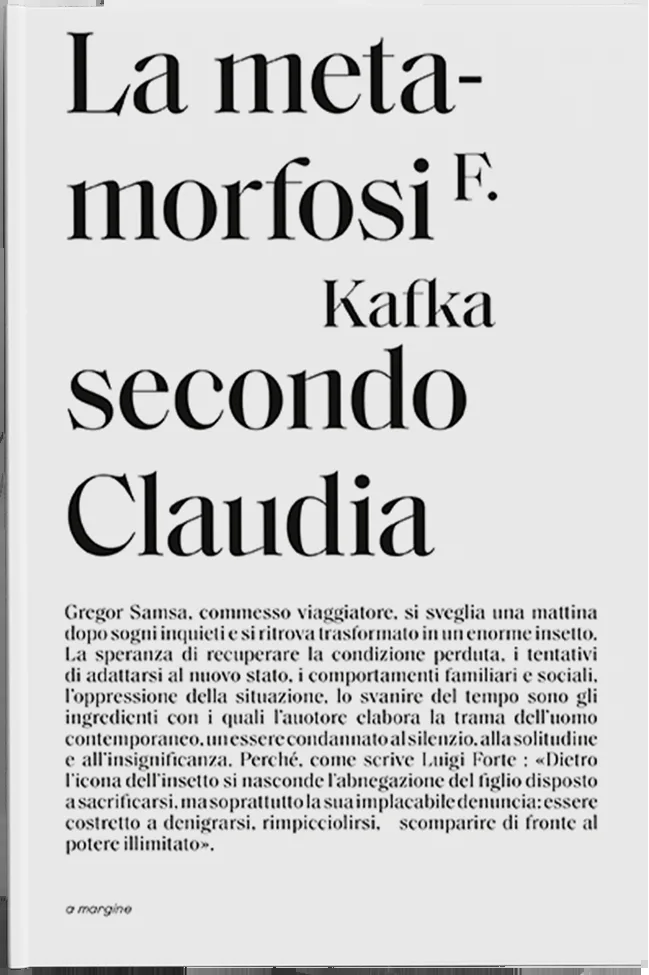 La meta-
morfosi F.
Kafka
secondo
Claudia
Gregor Samsa, commesso viaggiatore, si sveglia una mattina
dopo sogni inquieti e si ritrova trasformato in un enorme insetto.
La speranza di recuperare la condizione perduta, i tentativi
di adattarsi al nuovo stato, i comportamenti familiari e sociali,
l'oppressione della situazione, lo svanire del tempo sono gli
ingredienti con i quali l'auotore elabora la trama dell'uomo
contemporaneo, un essere condannato al silenzio, alla solitudine
e all'insignificanza. Perché, come scrive Luigi Forte : «Dietro
l'icona dell'insetto si nasconde l'abnegazione del figlio disposto
a sacrificarsi, ma soprattutto la sua implacabile denuncia: essere
costretto a denigrarsi, rimpicciolirsi, scomparire di fronte al
potere illimitato».
a margine